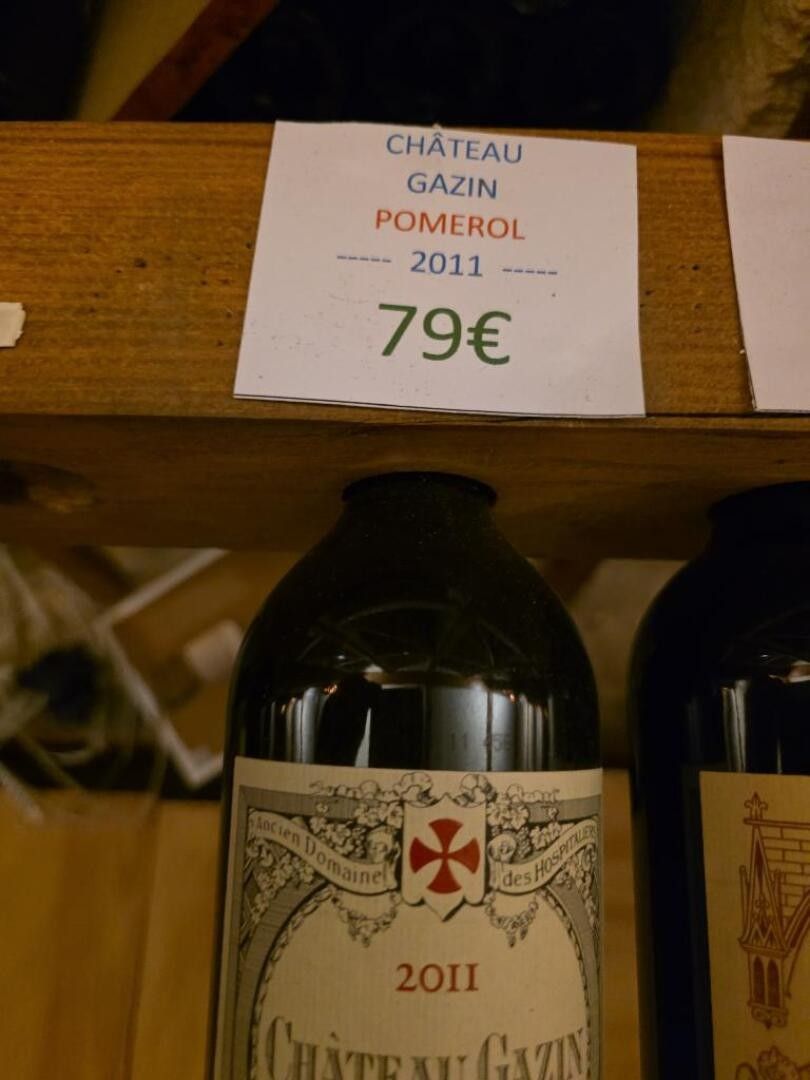 CHÂTEAU
GAZIN
POMEROL
----- 2011 -----
79€
Ancien Domaine
des Hospitaliers
2011
CHÂTEAU GAZIN